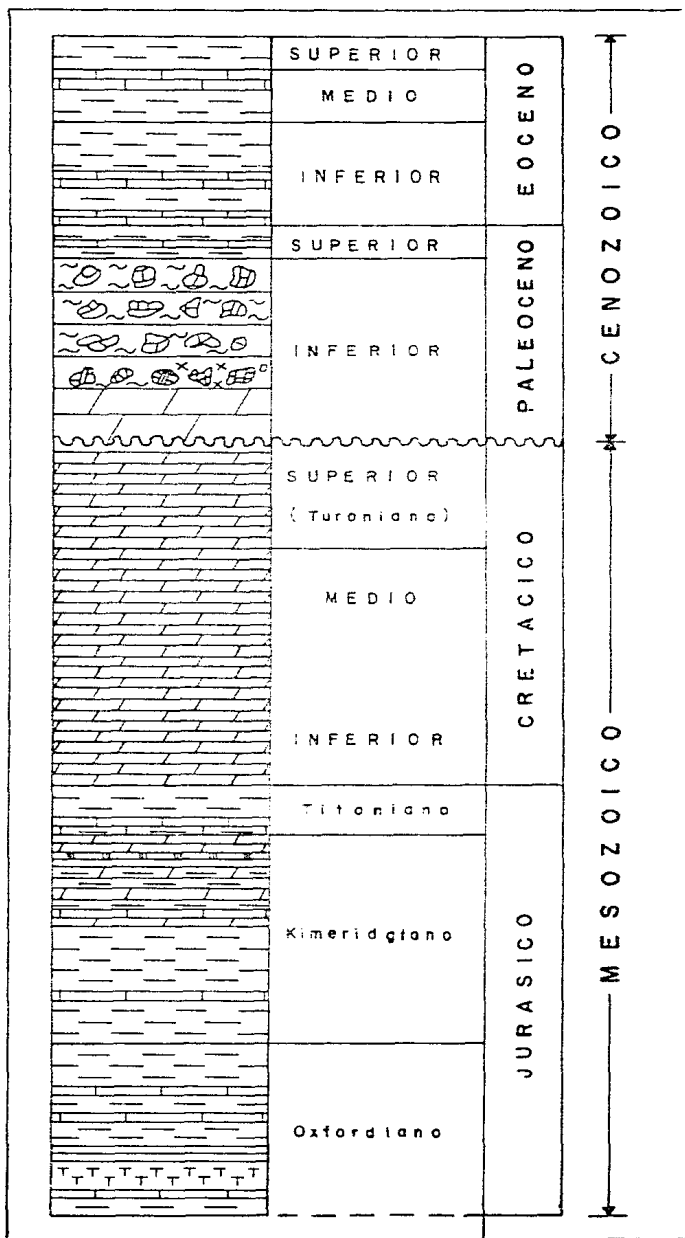 SUPERIOR
MEDIO
INFERIOR
EOCENO
SUPERIOR
INFERIOR
PALEOCENO
CENOZOICO
SUPERIOR
(Turoniano)
MEDIO
INFERIOR
CRETACICO
Titoniano
Kimeridgiano
Oxfordiano
JURASICO
MESOZOICO